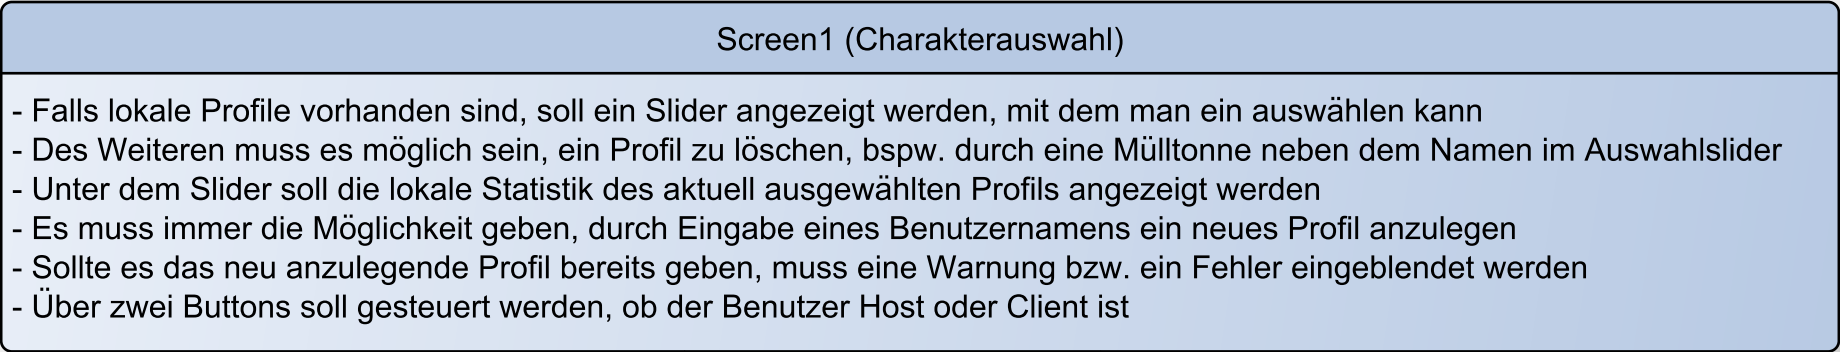 Screen1 (Charakterauswahl)
- Falls lokale Profile vorhanden sind, soll ein Slider angezeigt werden, mit dem man ein auswählen kann
- Des Weiteren muss es möglich sein, ein Profil zu löschen, bspw. durch eine Mülltonne neben dem Namen im Auswahlslider
- Unter dem Slider soll die lokale Statistik des aktuell ausgewählten Profils angezeigt werden
- Es muss immer die Möglichkeit geben, durch Eingabe eines Benutzernamens ein neues Profil anzulegen
- Sollte es das neu anzulegende Profil bereits geben, muss eine Warnung bzw. ein Fehler eingeblendet werden
- Über zwei Buttons soll gesteuert werden, ob der Benutzer Host oder Client ist